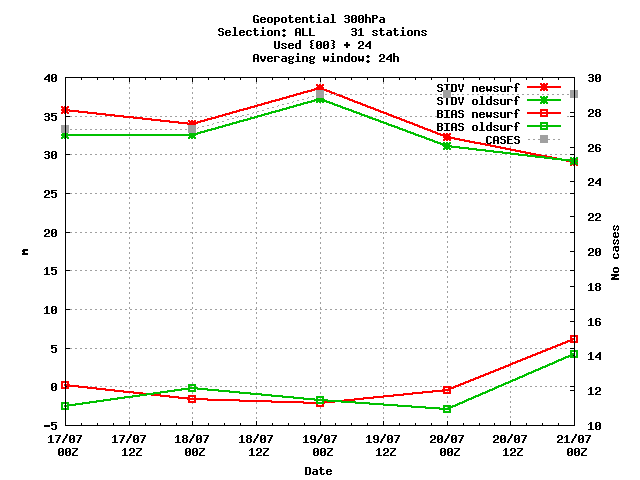 Geopotential 300hPa
Selection: ALL     31 stations
Used {00} + 24
Averaging window: 24h
STDV newsurf
STDV oldsurf
BIAS newsurf
BIAS oldsurf
CASES
40
35
30
25
20
15
10
5
0
-5
m
30
28
26
24
22
20
18
16
14
12
10
No cases
17/07 17/07 18/07 18/07 19/07 19/07 20/07 20/07 21/07
00Z 12Z 00Z 12Z 00Z 12Z 00Z 12Z 00Z
Date